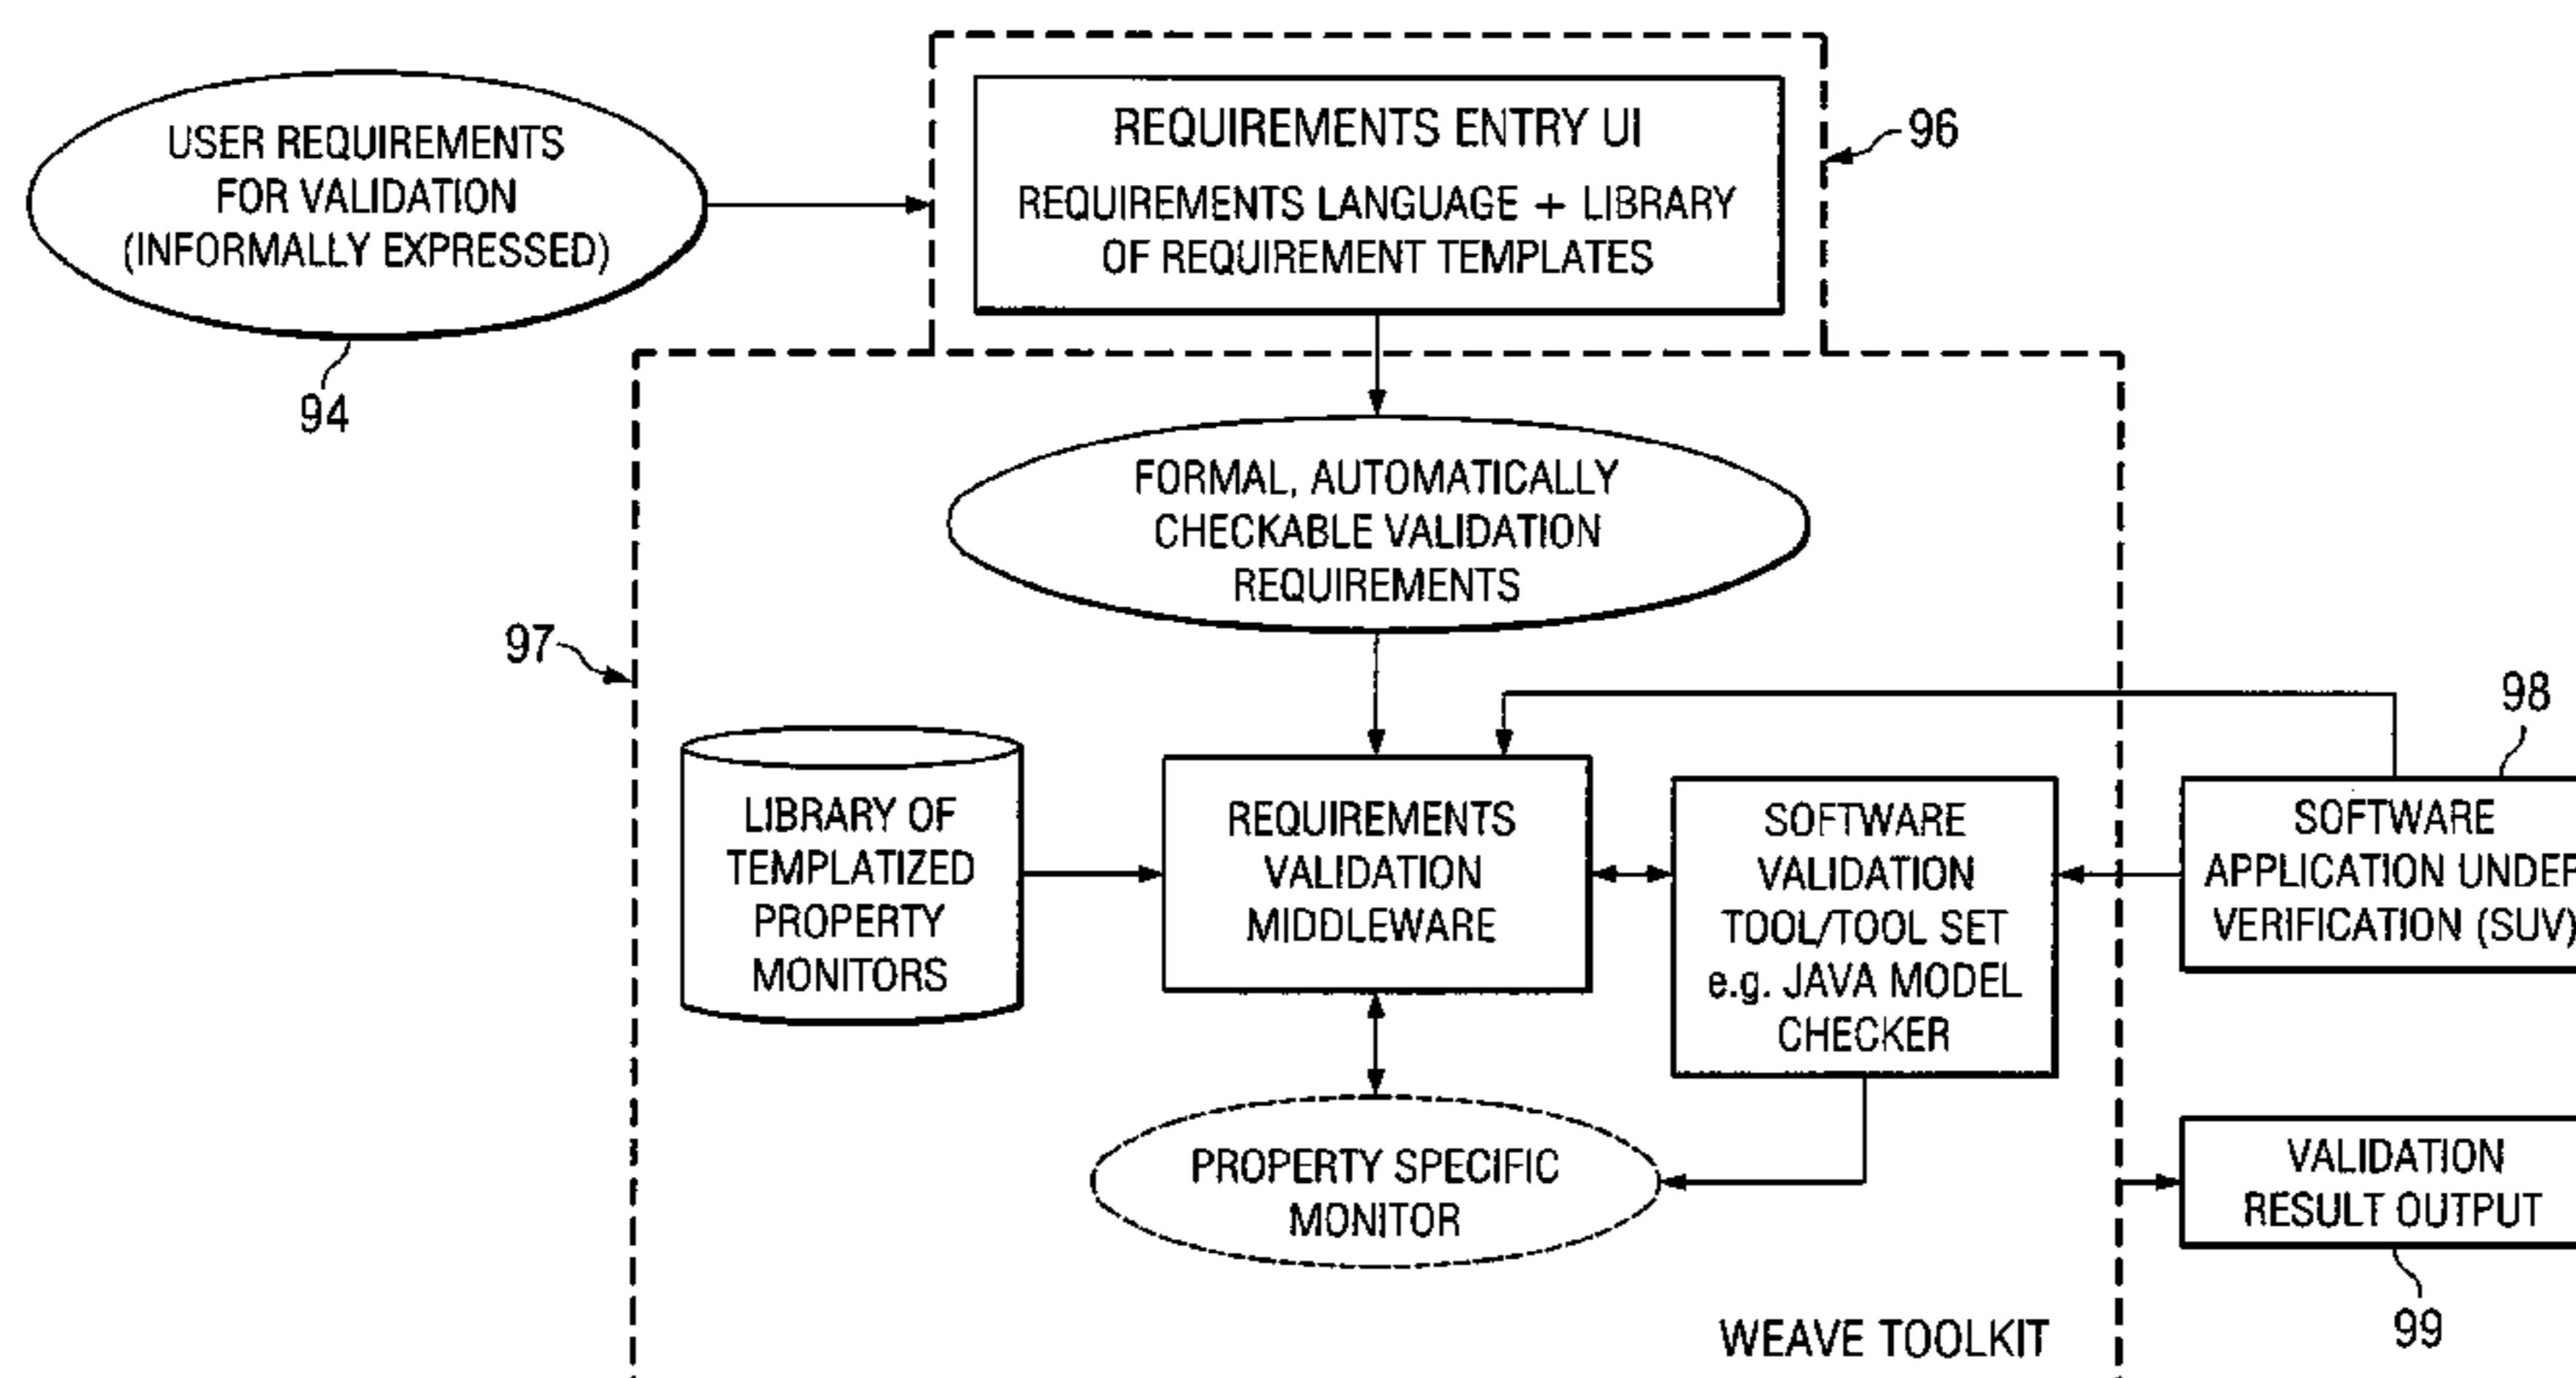 USER REQUIREMENTS
FOR VALIDATION
(INFORMALLY EXPRESSED)
94
REQUIREMENTS ENTRY UI
REQUIREMENTS LANGUAGE + LIBRARY
OF REQUIREMENT TEMPLATES
96
FORMAL, AUTOMATICALLY
CHECKABLE VALIDATION
REQUIREMENTS
97
LIBRARY OF
TEMPLATIZED
PROPERTY
MONITORS
REQUIREMENTS
VALIDATION
MIDDLEWARE
SOFTWARE
VALIDATION
TOOL/TOOL SET
e.g. JAVA MODEL
CHECKER
98
SOFTWARE
APPLICATION UNDER
VERIFICATION (SUV)
PROPERTY SPECIFIC
MONITOR
VALIDATION
RESULT OUTPUT
99
WEAVE TOOLKIT